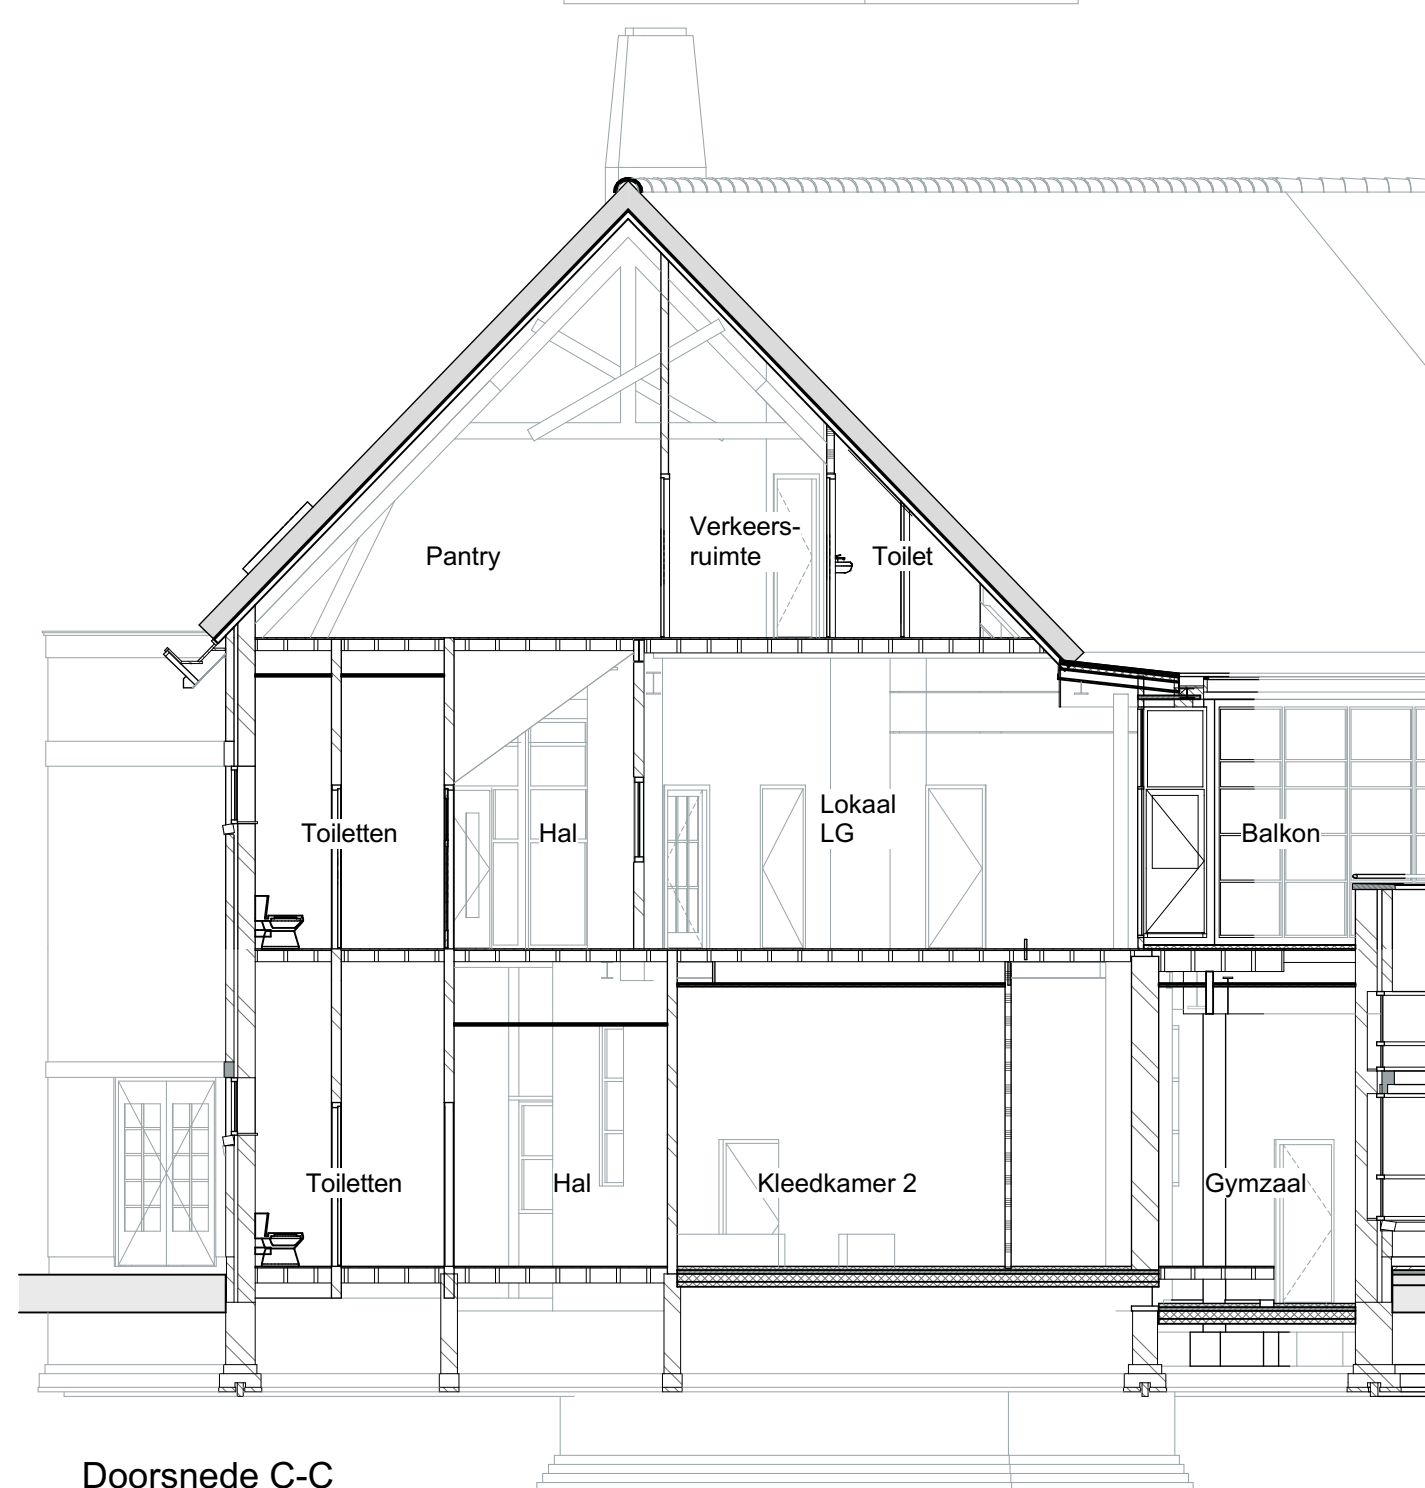 Verkeers-
ruimte
Pantry
Toilet
Lokaal
LG
Toiletten
Hal
Balkon
Toiletten
Hal
Kleedkamer 2
Gymzaal
Doorsnede C-C